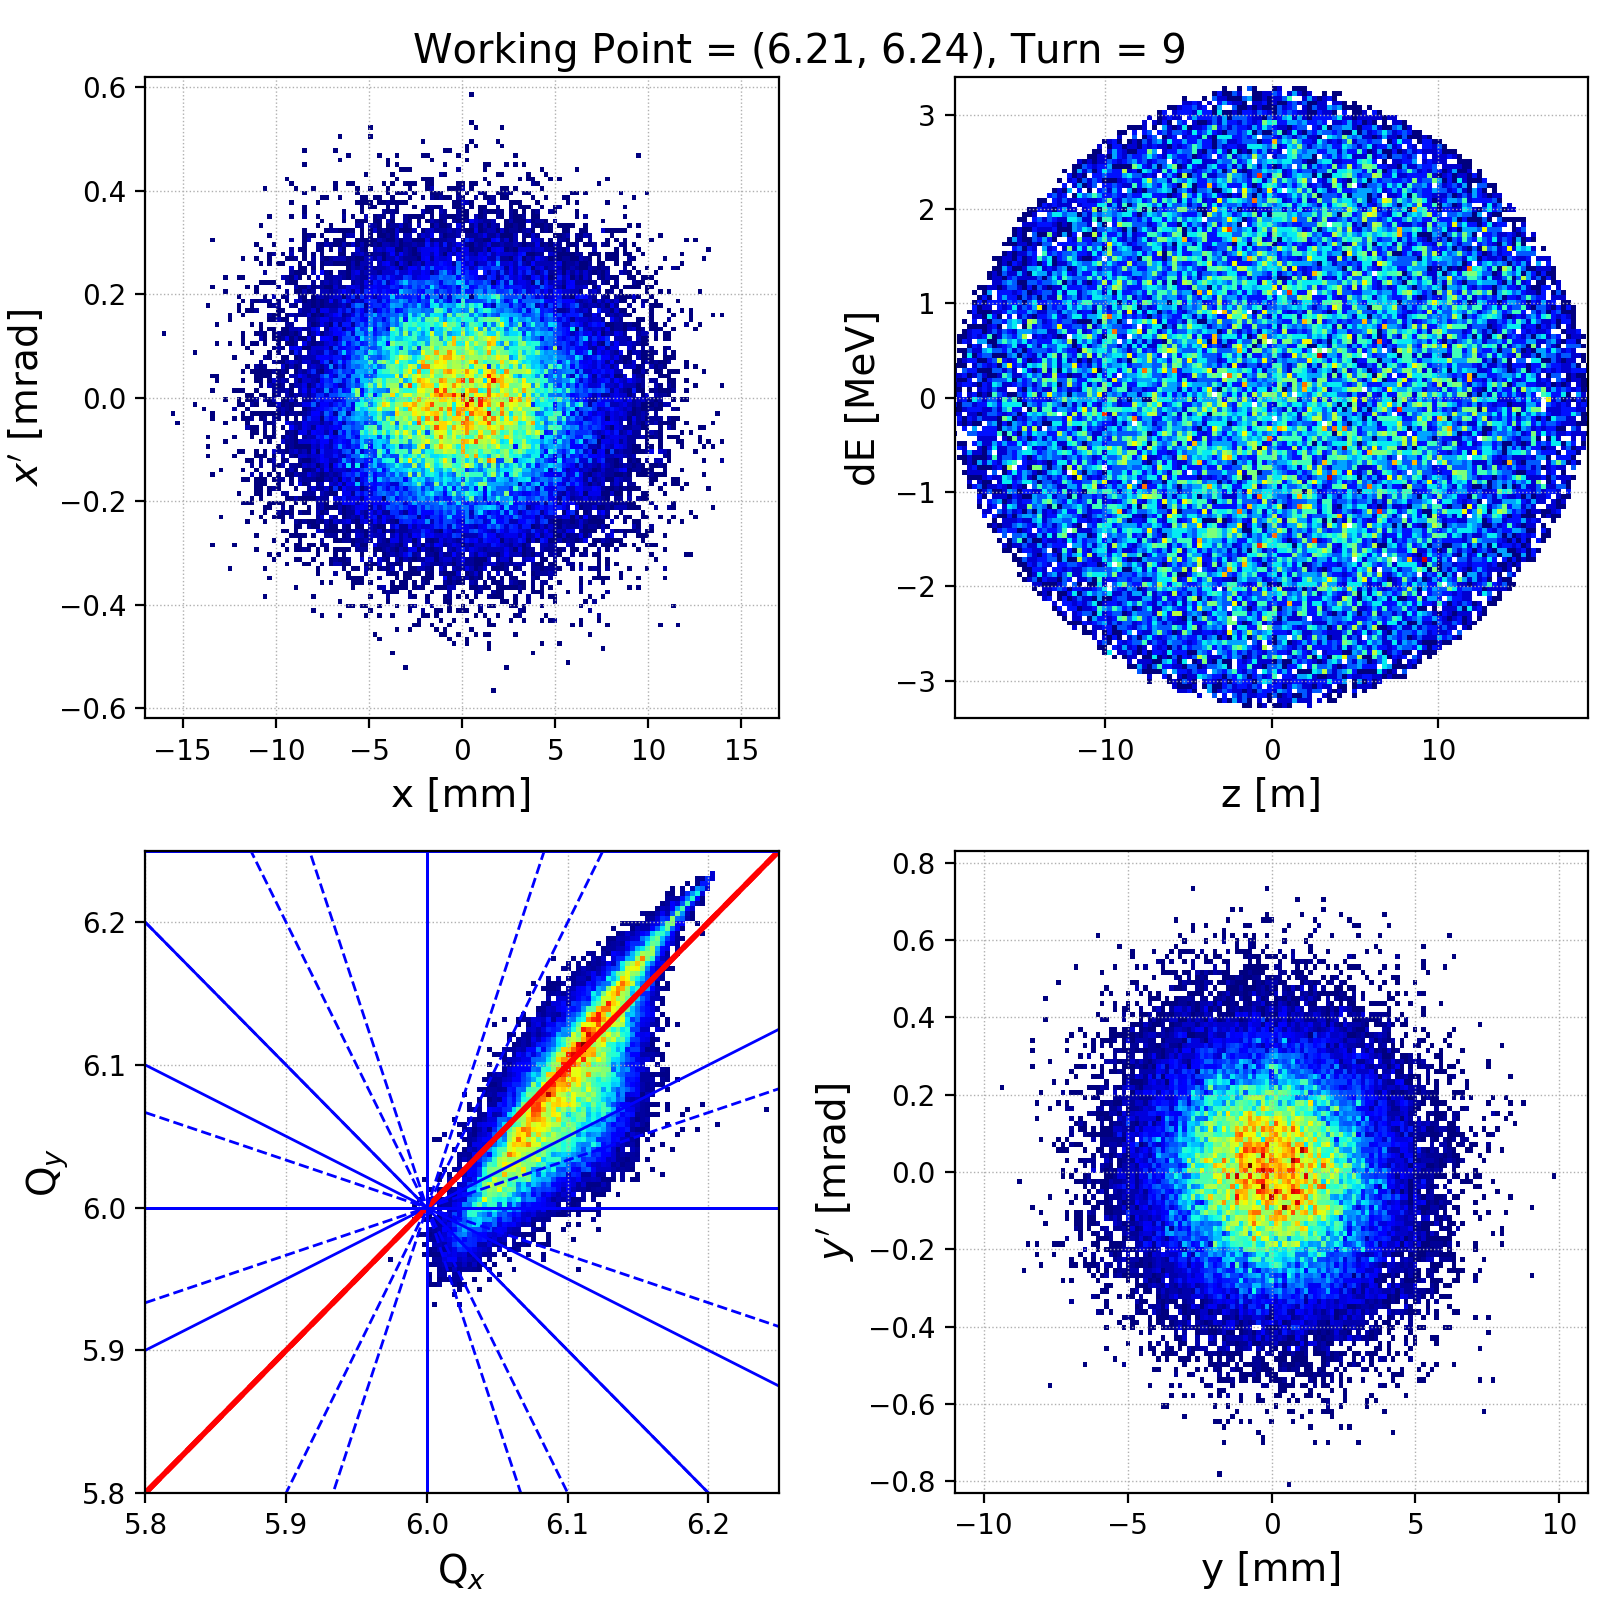 Working Point = (6.21, 6.24), Turn = 9
0.6
0.4
0.2
0.0
−0.2
−0.4
−0.6
x′ [mrad]
−15 −10 −5 0 5 10 15
x [mm]
3
2
1
0
−1
−2
−3
dE [MeV]
−10 0 10
z [m]
6.2
6.1
6.0
5.9
5.8
Qy
5.8 5.9 6.0 6.1 6.2
Qx
0.8
0.6
0.4
0.2
0.0
−0.2
−0.4
−0.6
−0.8
y′ [mrad]
−10 −5 0 5 10
y [mm]